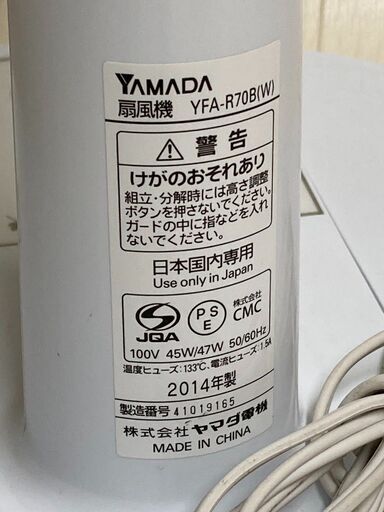 YAMADA
扇風機 YFA-R70B(W)
⚠ 警告
けがのおそれあり
組立・分解時には高さ調整
ボタンを押さないでください。
ガードの中に指などを入れ
ないでください。
日本国内専用
Use only in Japan
JQA
PSE
株式会社
CMC
100V 45W/47W 50/60Hz
温度ヒューズ:133℃、電流ヒューズ:1.5A
2014年製
製造番号 41019165
株式会社 ヤマダ電機
MADE IN CHINA